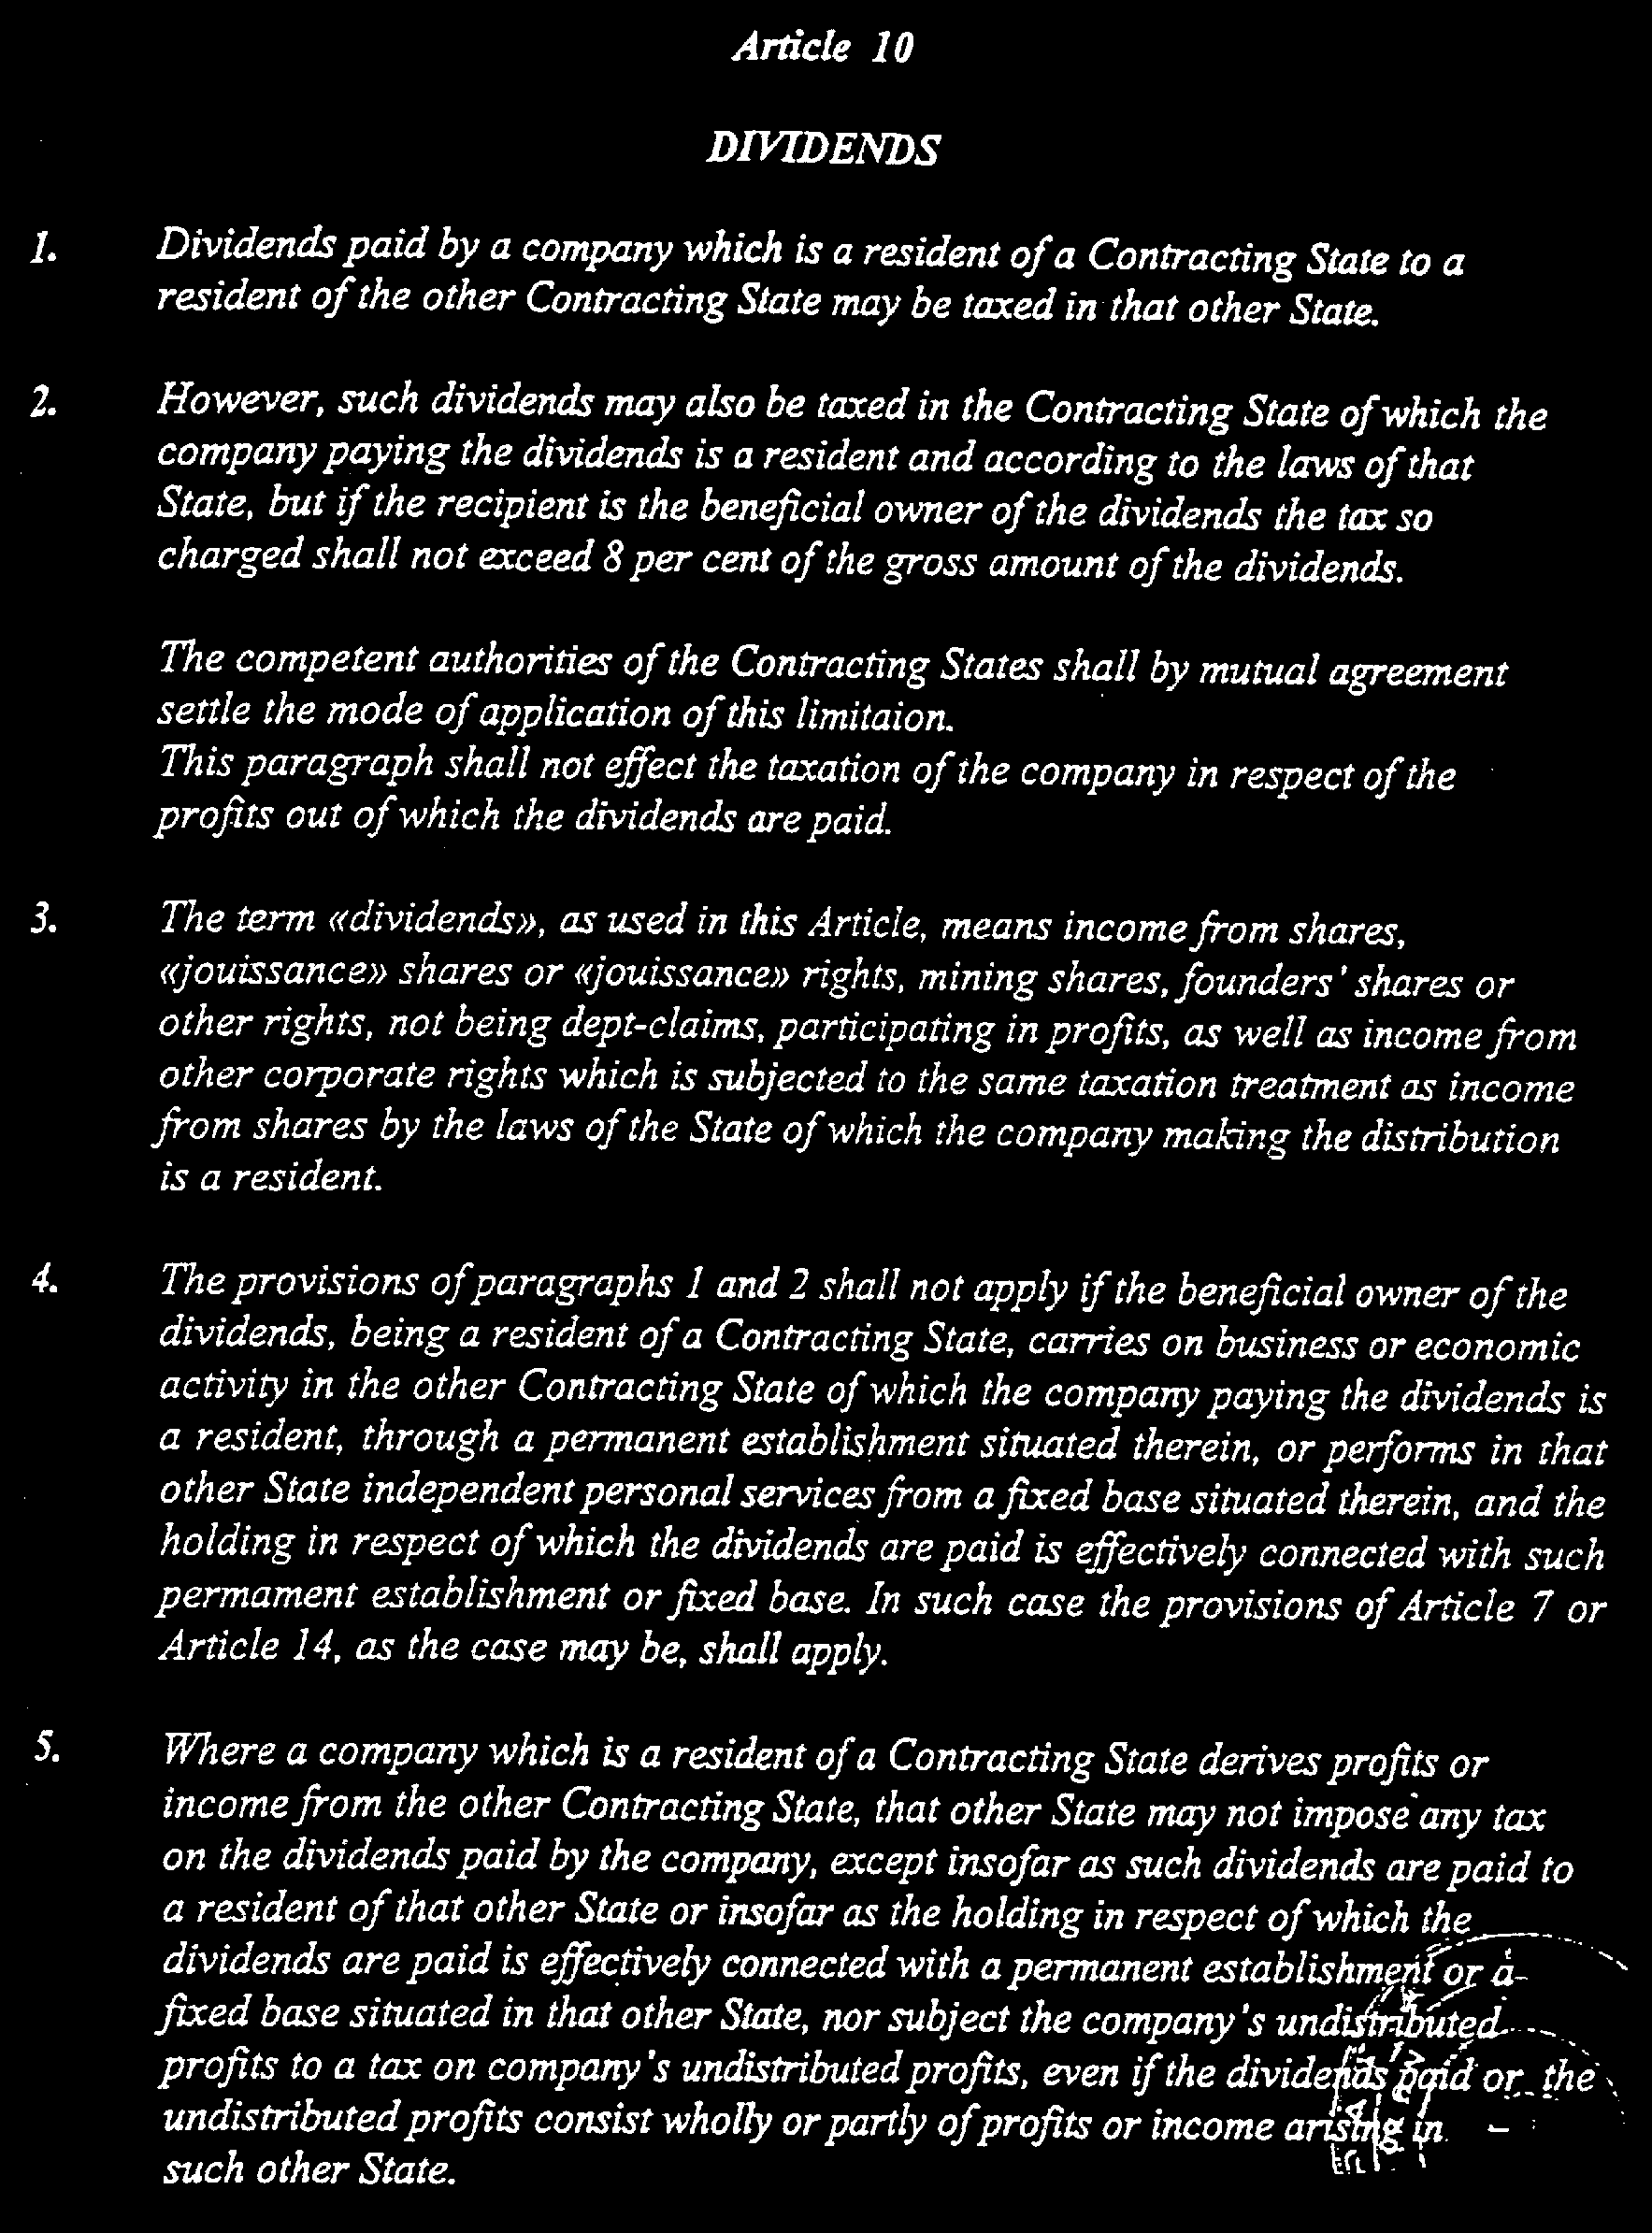 Article 10
DIVIDENDS
1. Dividends paid by a company which is a resident of a Contracting State to a
resident of the other Contracting State may be taxed in that other State.
2. However, such dividends may also be taxed in the Contracting State of which the
company paying the dividends is a resident and according to the laws of that
State, but if the recipient is the beneficial owner of the dividends the tax so
charged shall not exceed 8 per cent of the gross amount of the dividends.
The competent authorities of the Contracting States shall by mutual agreement
settle the mode of application of this limitaion.
This paragraph shall not effect the taxation of the company in respect of the
profits out of which the dividends are paid.
3. The term «dividends», as used in this Article, means income from shares,
«jouissance» shares or «jouissance» rights, mining shares, founders' shares or
other rights, not being dept-claims, participating in profits, as well as income from
other corporate rights which is subjected to the same taxation treatment as income
from shares by the laws of the State of which the company making the distribution
is a resident.
4. The provisions of paragraphs 1 and 2 shall not apply if the beneficial owner of the
dividends, being a resident of a Contracting State, carries on business or economic
activity in the other Contracting State of which the company paying the dividends is
a resident, through a permanent establishment situated therein, or performs in that
other State independent personal services from a fixed base situated therein, and the
holding in respect of which the dividends are paid is effectively connected with such
permament establishment or fixed base. In such case the provisions of Article 7 or
Article 14, as the case may be, shall apply.
5. Where a company which is a resident of a Contracting State derives profits or
income from the other Contracting State, that other State may not impose any tax
on the dividends paid by the company, except insofar as such dividends are paid to
a resident of that other State or insofar as the holding in respect of which the
dividends are paid is effectively connected with a permanent establishment or a
fixed base situated in that other State, nor subject the company's undistributed
profits to a tax on company's undistributed profits, even if the dividends paid or the
undistributed profits consist wholly or partly of profits or income arising in
such other State.